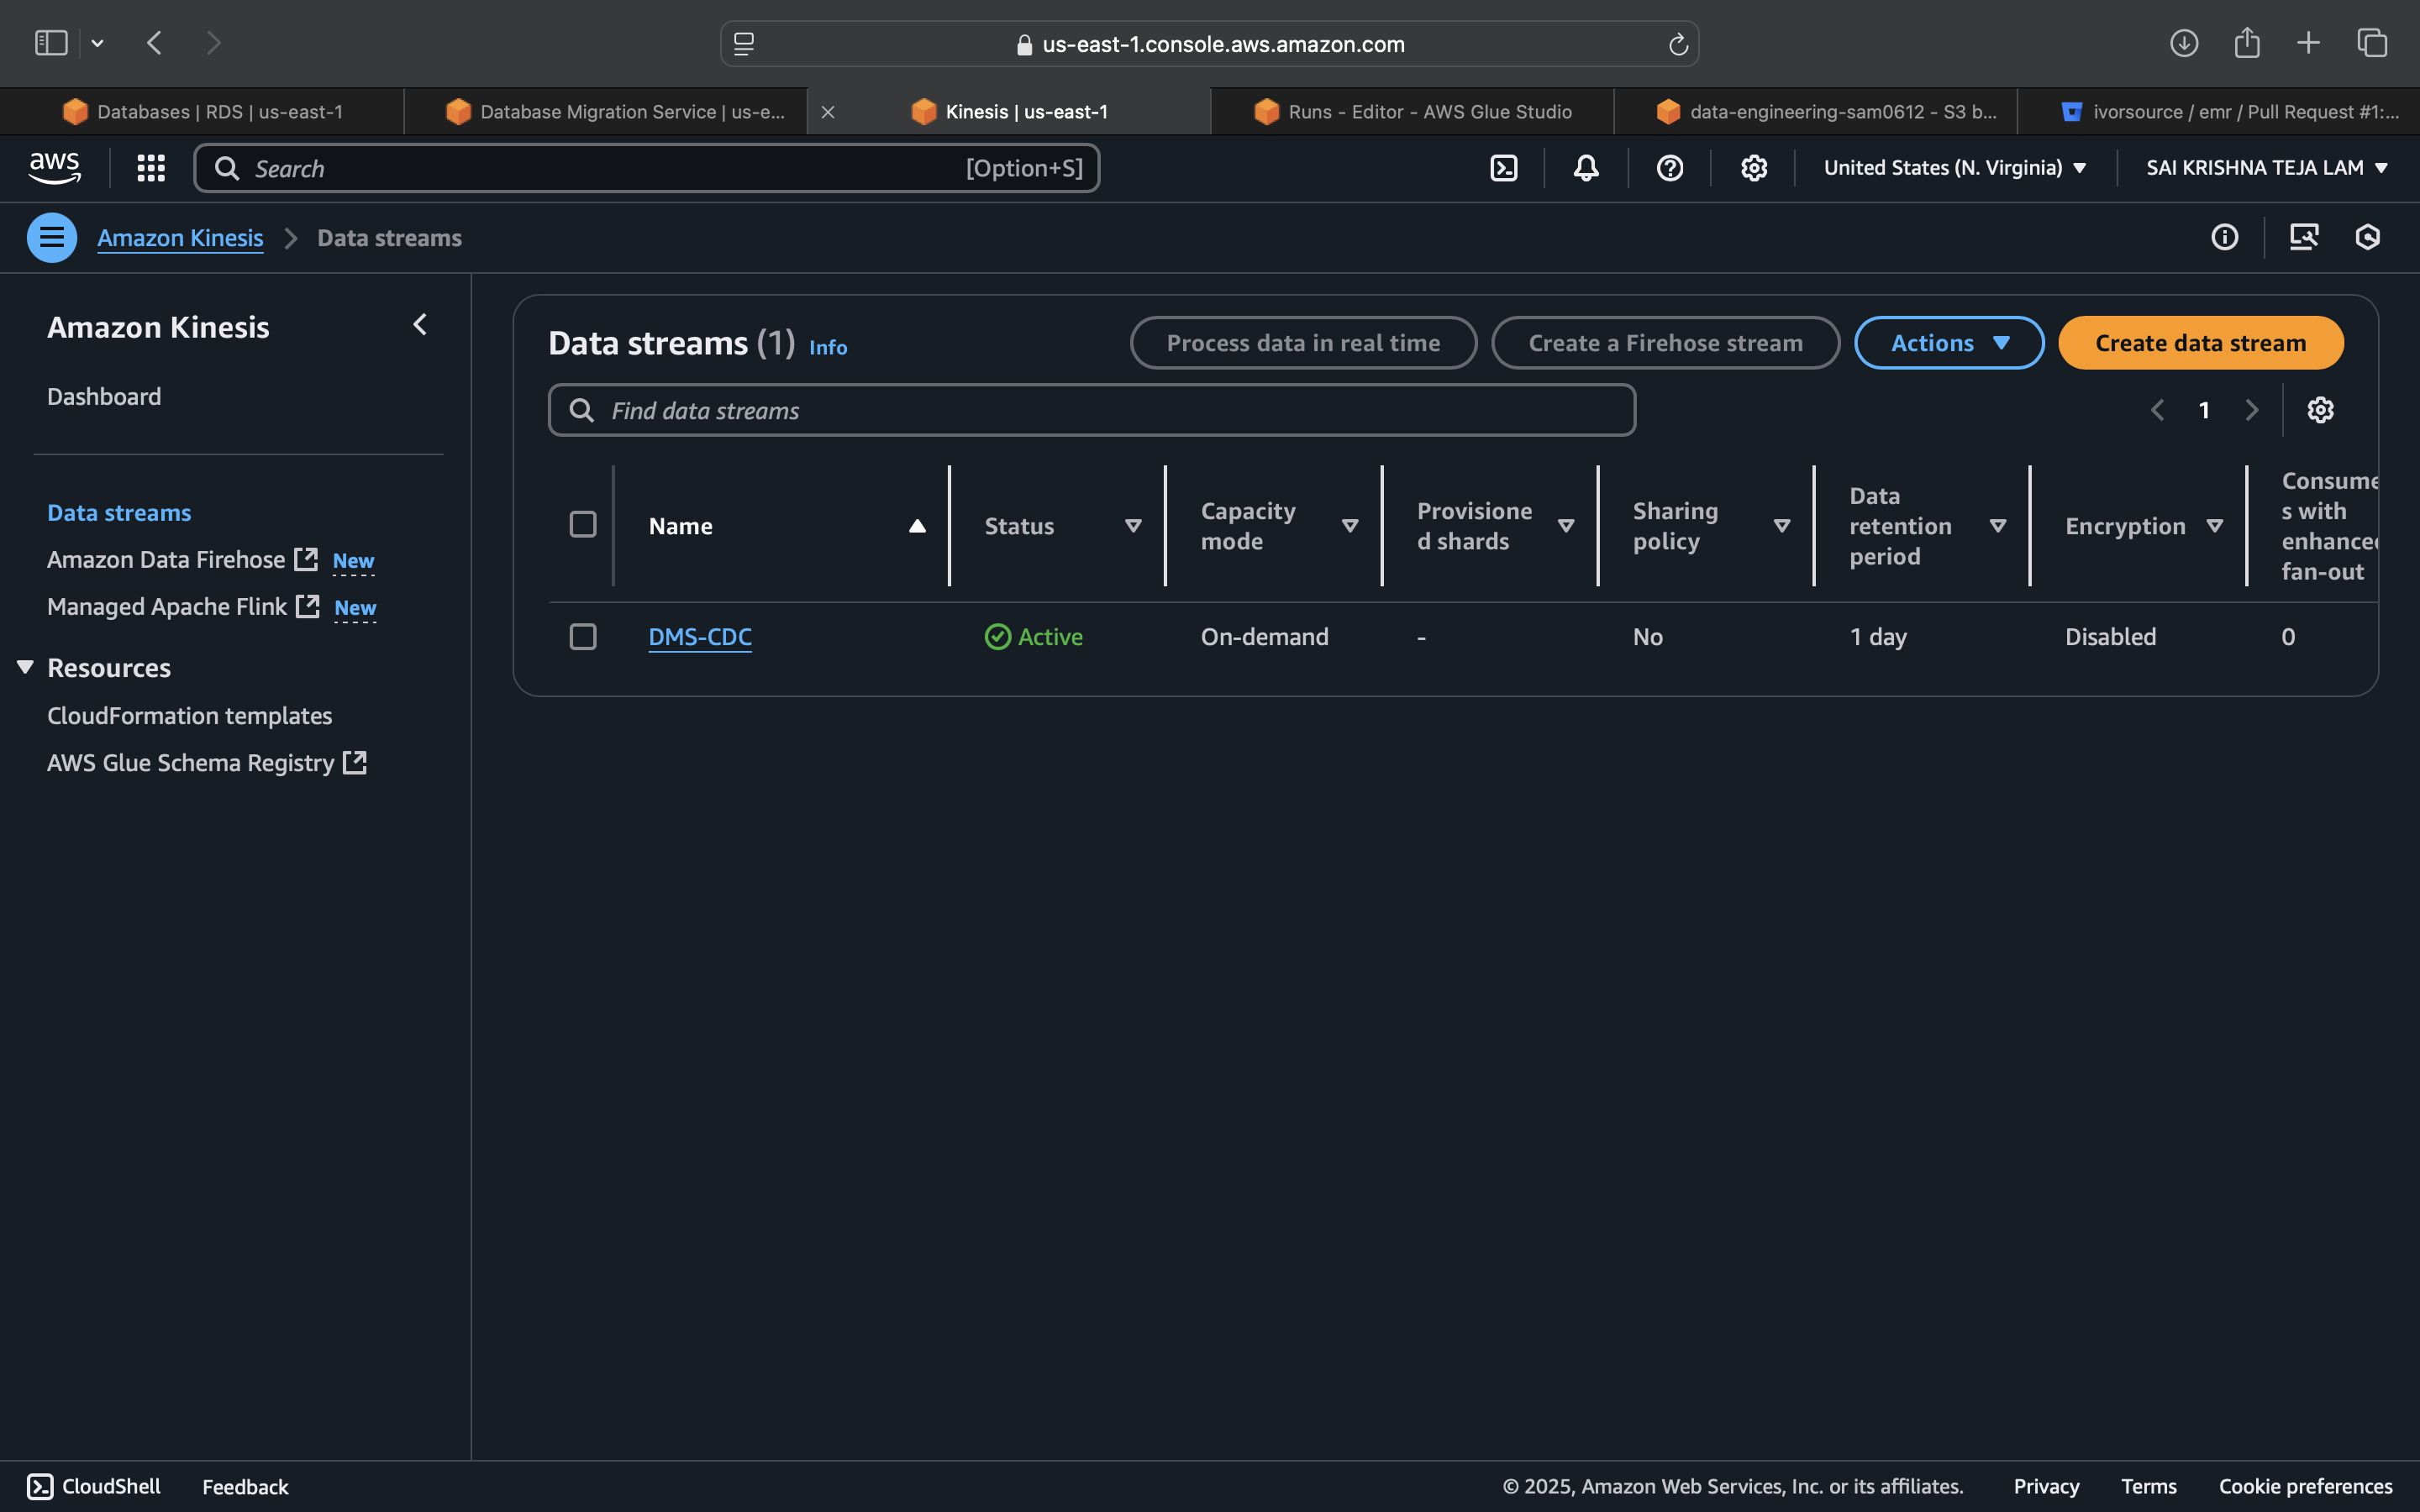 us-east-1.console.aws.amazon.com
Databases | RDS | us-east-1
Database Migration Service | us-e...
Kinesis | us-east-1
Runs - Editor - AWS Glue Studio
data-engineering-sam0612 - S3 b...
ivorsource / emr / Pull Request #1:...
aws
Search
[Option+S]
United States (N. Virginia)
SAI KRISHNA TEJA LAM
Amazon Kinesis
Data streams
Amazon Kinesis
Dashboard
Data streams
Amazon Data Firehose New
Managed Apache Flink New
Resources
CloudFormation templates
AWS Glue Schema Registry
Data streams (1) Info
Process data in real time
Create a Firehose stream
Actions
Create data stream
Find data streams
1
Name
Status
Capacity
mode
Provisione
d shards
Sharing
policy
Data
retention
period
Encryption
Consume
s with
enhance
fan-out
DMS-CDC
Active
On-demand
-
No
1 day
Disabled
0
CloudShell
Feedback
© 2025, Amazon Web Services, Inc. or its affiliates.
Privacy
Terms
Cookie preferences